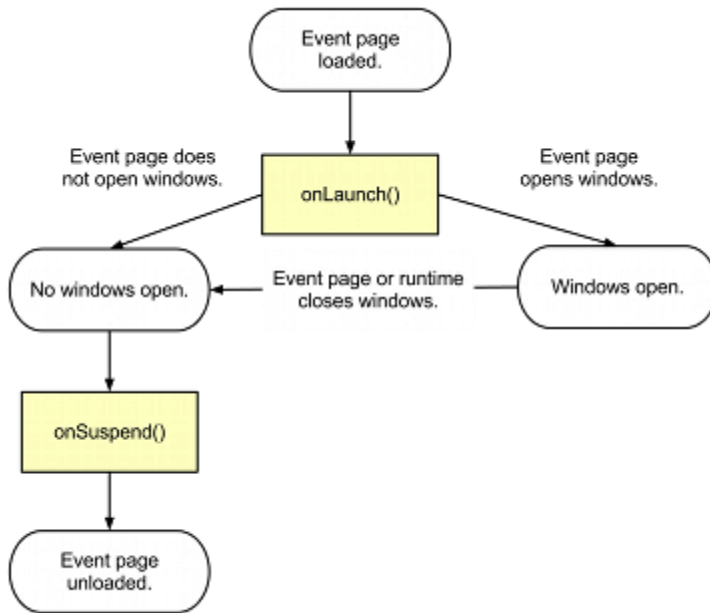 Event page
loaded.
Event page does
not open windows.
Event page
opens windows.
onLaunch()
No windows open.
Event page or runtime
closes windows.
Windows open.
onSuspend()
Event page
unloaded.